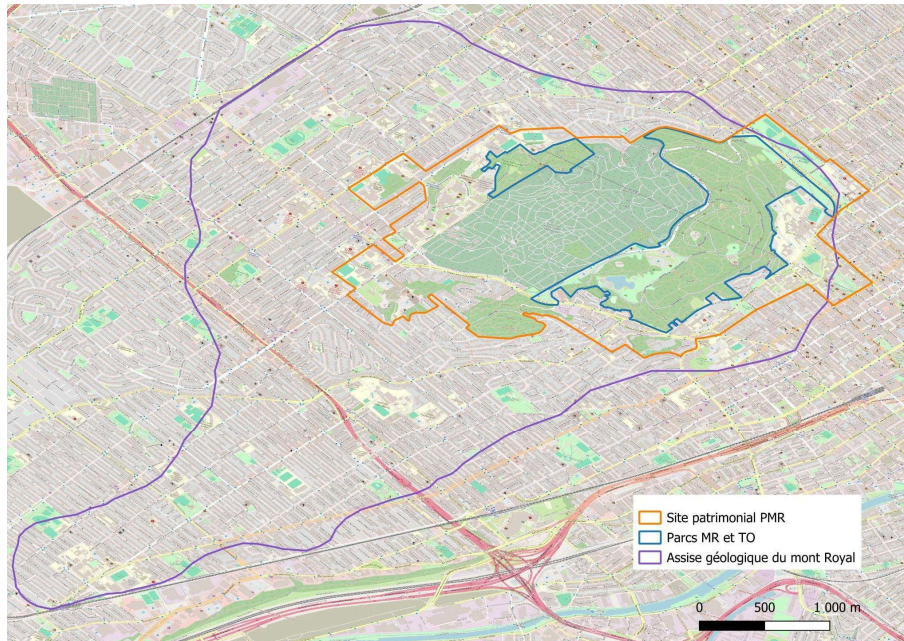 Site patrimonial PMR
Parcs MR et TO
Assise géologique du mont Royal
0 500 1 000 m